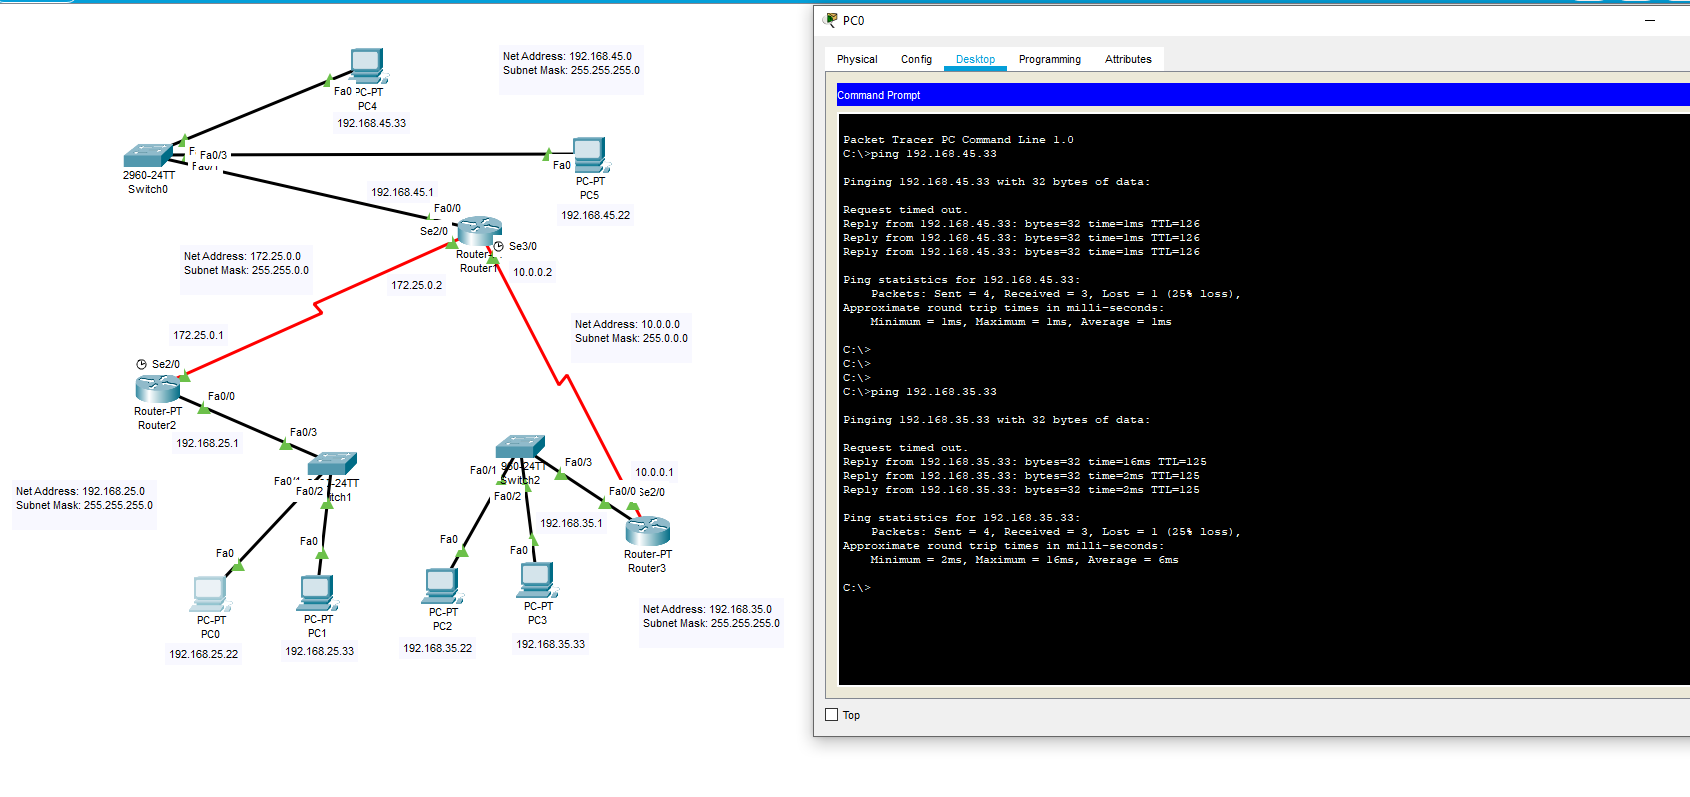 Net Address: 192.168.45.0
Subnet Mask: 255.255.255.0
Fa0
PC-PT
PC4
192.168.45.33
Fa0/3
Fa0/1
2960-24TT
Switch0
Fa0
PC-PT
PC5
192.168.45.22
192.168.45.1
Fa0/0
Se2/0
Se3/0
Router1
10.0.0.2
Net Address: 172.25.0.0
Subnet Mask: 255.255.0.0
172.25.0.2
Net Address: 10.0.0.0
Subnet Mask: 255.0.0.0
172.25.0.1
Se2/0
Fa0/0
Router-PT
Router2
192.168.25.1
Fa0/3
Fa0/2
Net Address: 192.168.25.0
Subnet Mask: 255.255.255.0
Fa0
Fa0
PC-PT
PC0
192.168.25.22
PC-PT
PC1
192.168.25.33
Fa0/1
Switch2
Fa0/3
Fa0/2
10.0.0.1
Fa0/0
Se2/0
192.168.35.1
Router-PT
Router3
Fa0
Fa0
PC-PT
PC2
192.168.35.22
PC-PT
PC3
192.168.35.33
Net Address: 192.168.35.0
Subnet Mask: 255.255.255.0
PC0
Physical Config Desktop Programming Attributes
Command Prompt
Packet Tracer PC Command Line 1.0
C:\>ping 192.168.45.33
Pinging 192.168.45.33 with 32 bytes of data:
Request timed out.
Reply from 192.168.45.33: bytes=32 time=1ms TTL=126
Reply from 192.168.45.33: bytes=32 time=1ms TTL=126
Reply from 192.168.45.33: bytes=32 time=1ms TTL=126
Ping statistics for 192.168.45.33:
Packets: Sent = 4, Received = 3, Lost = 1 (25% loss),
Approximate round trip times in milli-seconds:
Minimum = 1ms, Maximum = 1ms, Average = 1ms
C:\>
C:\>
C:\>
C:\>ping 192.168.35.33
Pinging 192.168.35.33 with 32 bytes of data:
Request timed out.
Reply from 192.168.35.33: bytes=32 time=16ms TTL=125
Reply from 192.168.35.33: bytes=32 time=2ms TTL=125
Reply from 192.168.35.33: bytes=32 time=2ms TTL=125
Ping statistics for 192.168.35.33:
Packets: Sent = 4, Received = 3, Lost = 1 (25% loss),
Approximate round trip times in milli-seconds:
Minimum = 2ms, Maximum = 16ms, Average = 6ms
C:\>
Top